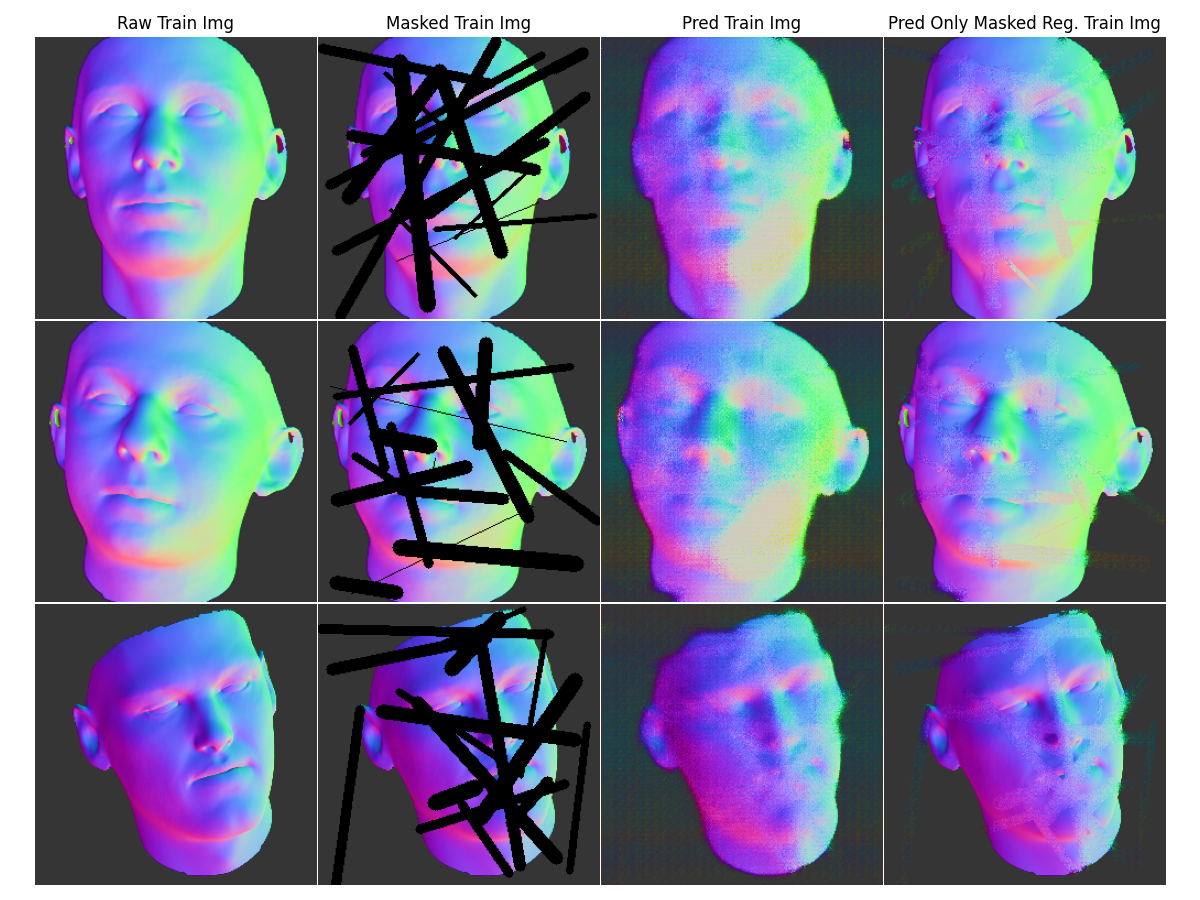 Raw Train Img
Masked Train Img
Pred Train Img
Pred Only Masked Reg. Train Img